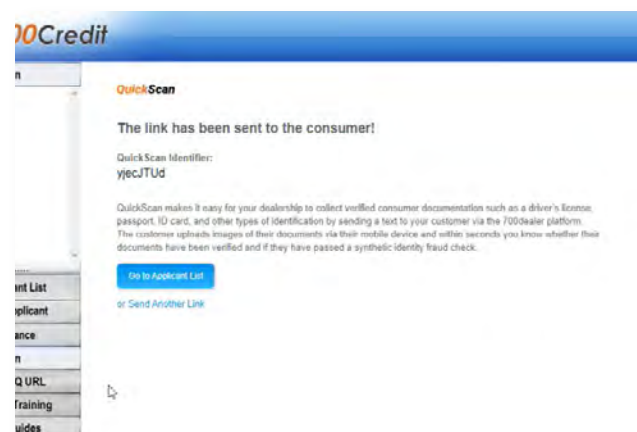 00Credit
n
QuickScan
The link has been sent to the consumer!
QuickScan Identifier:
yjecJTUd
QuickScan makes it easy for your dealership to collect verified consumer documentation such as a driver's license,
passport, ID card, and other types of identification by sending a text to your customer via the 700dealer platform.
The customer uploads images of their documents via their mobile device and within seconds you know whether their
documents have been verified and if they have passed a synthetic identity fraud check.
Go to Applicant List
or Send Another Link
ant List
pplicant
ance
n
Q URL
Training
uides